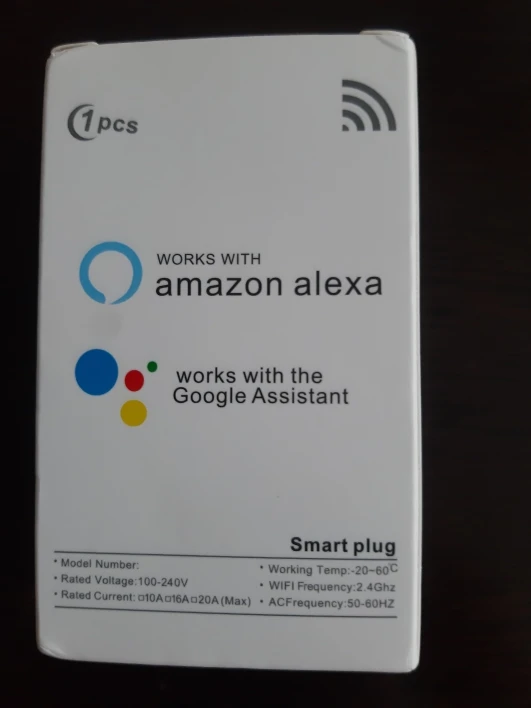 1pcs
WORKS WITH
amazon alexa
works with the
Google Assistant
Smart plug
• Model Number:
• Rated Voltage:100-240V
• Rated Current: □10A□16A□20A(Max)
• Working Temp:-20~60℃
• WIFI Frequency:2.4Ghz
• ACFrequency:50-60HZ